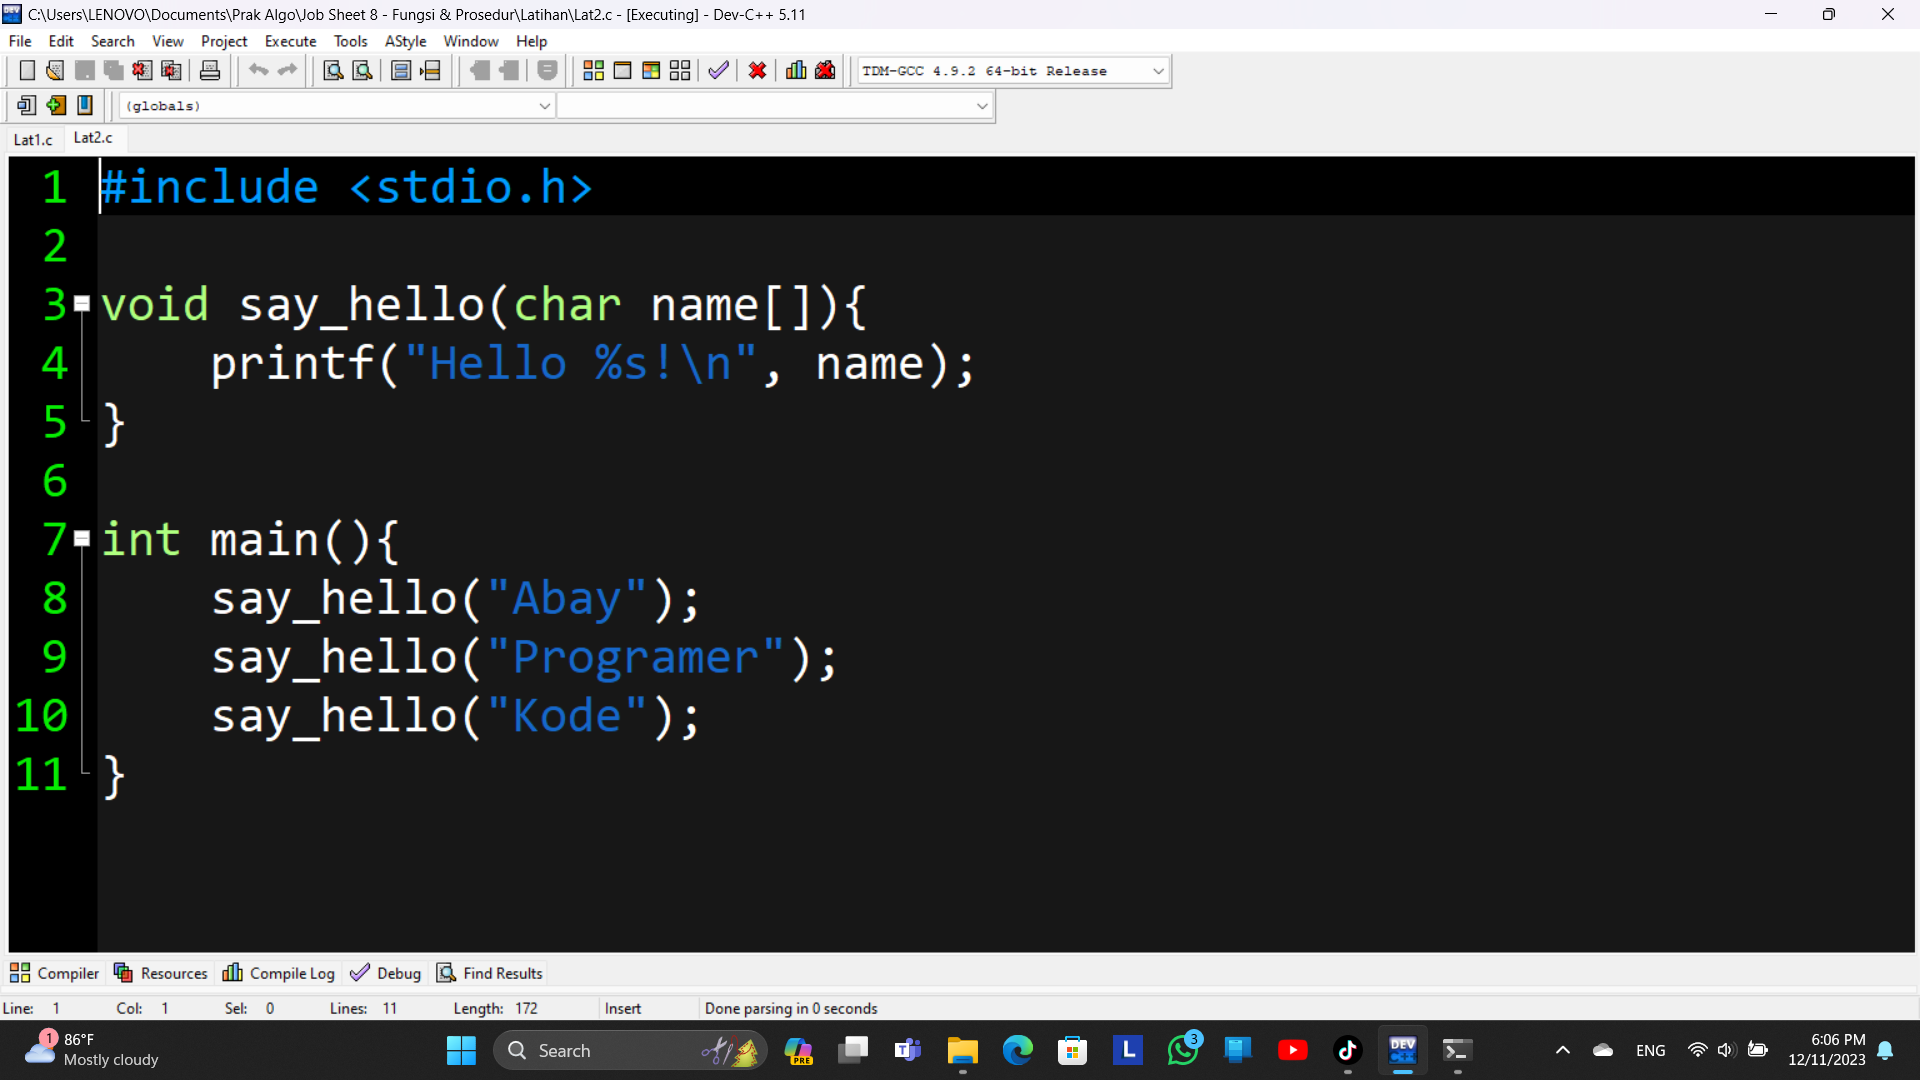 C:\Users\LENOVO\Documents\Prak Algo\Job Sheet 8 - Fungsi & Prosedur\Latihan\Lat2.c - [Executing] - Dev-C++ 5.11
File Edit Search View Project Execute Tools AStyle Window Help
TDM-GCC 4.9.2 64-bit Release
(globals)
Lat1.c Lat2.c
1 #include <stdio.h>
2
3 void say_hello(char name[]){
4 printf("Hello %s!\n", name);
5 }
6
7 int main(){
8 say_hello("Abay");
9 say_hello("Programer");
10 say_hello("Kode");
11 }
Compiler Resources Compile Log Debug Find Results
Line: 1 Col: 1 Sel: 0 Lines: 11 Length: 172 Insert Done parsing in 0 seconds
1 86°F
Mostly cloudy
Search
PRE
L
3
DEV
C++
ENG
6:06 PM
12/11/2023